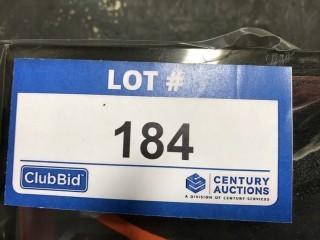 LOT #
184
ClubBid
CENTURY
AUCTIONS
A DIVISION OF CENTURY SERVICES